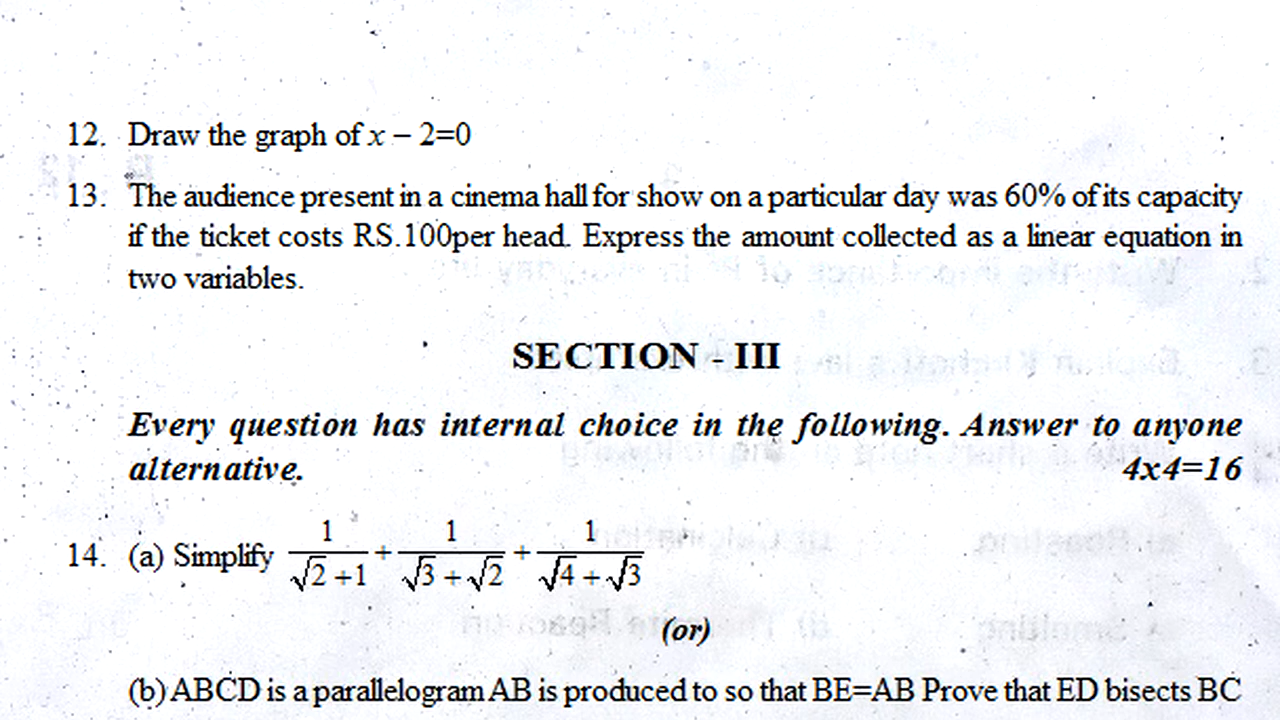 12. Draw the graph of x – 2=0
13. The audience present in a cinema hall for show on a particular day was 60% of its capacity
if the ticket costs RS.100per head. Express the amount collected as a linear equation in
two variables.
SECTION - III
Every question has internal choice in the following. Answer to anyone
alternative. 4x4=16
14. (a) Simplify 1/(√2 +1) + 1/(√3 + √2) + 1/(√4 + √3)
(or)
(b) ABCD is a parallelogram AB is produced to so that BE=AB Prove that ED bisects BC